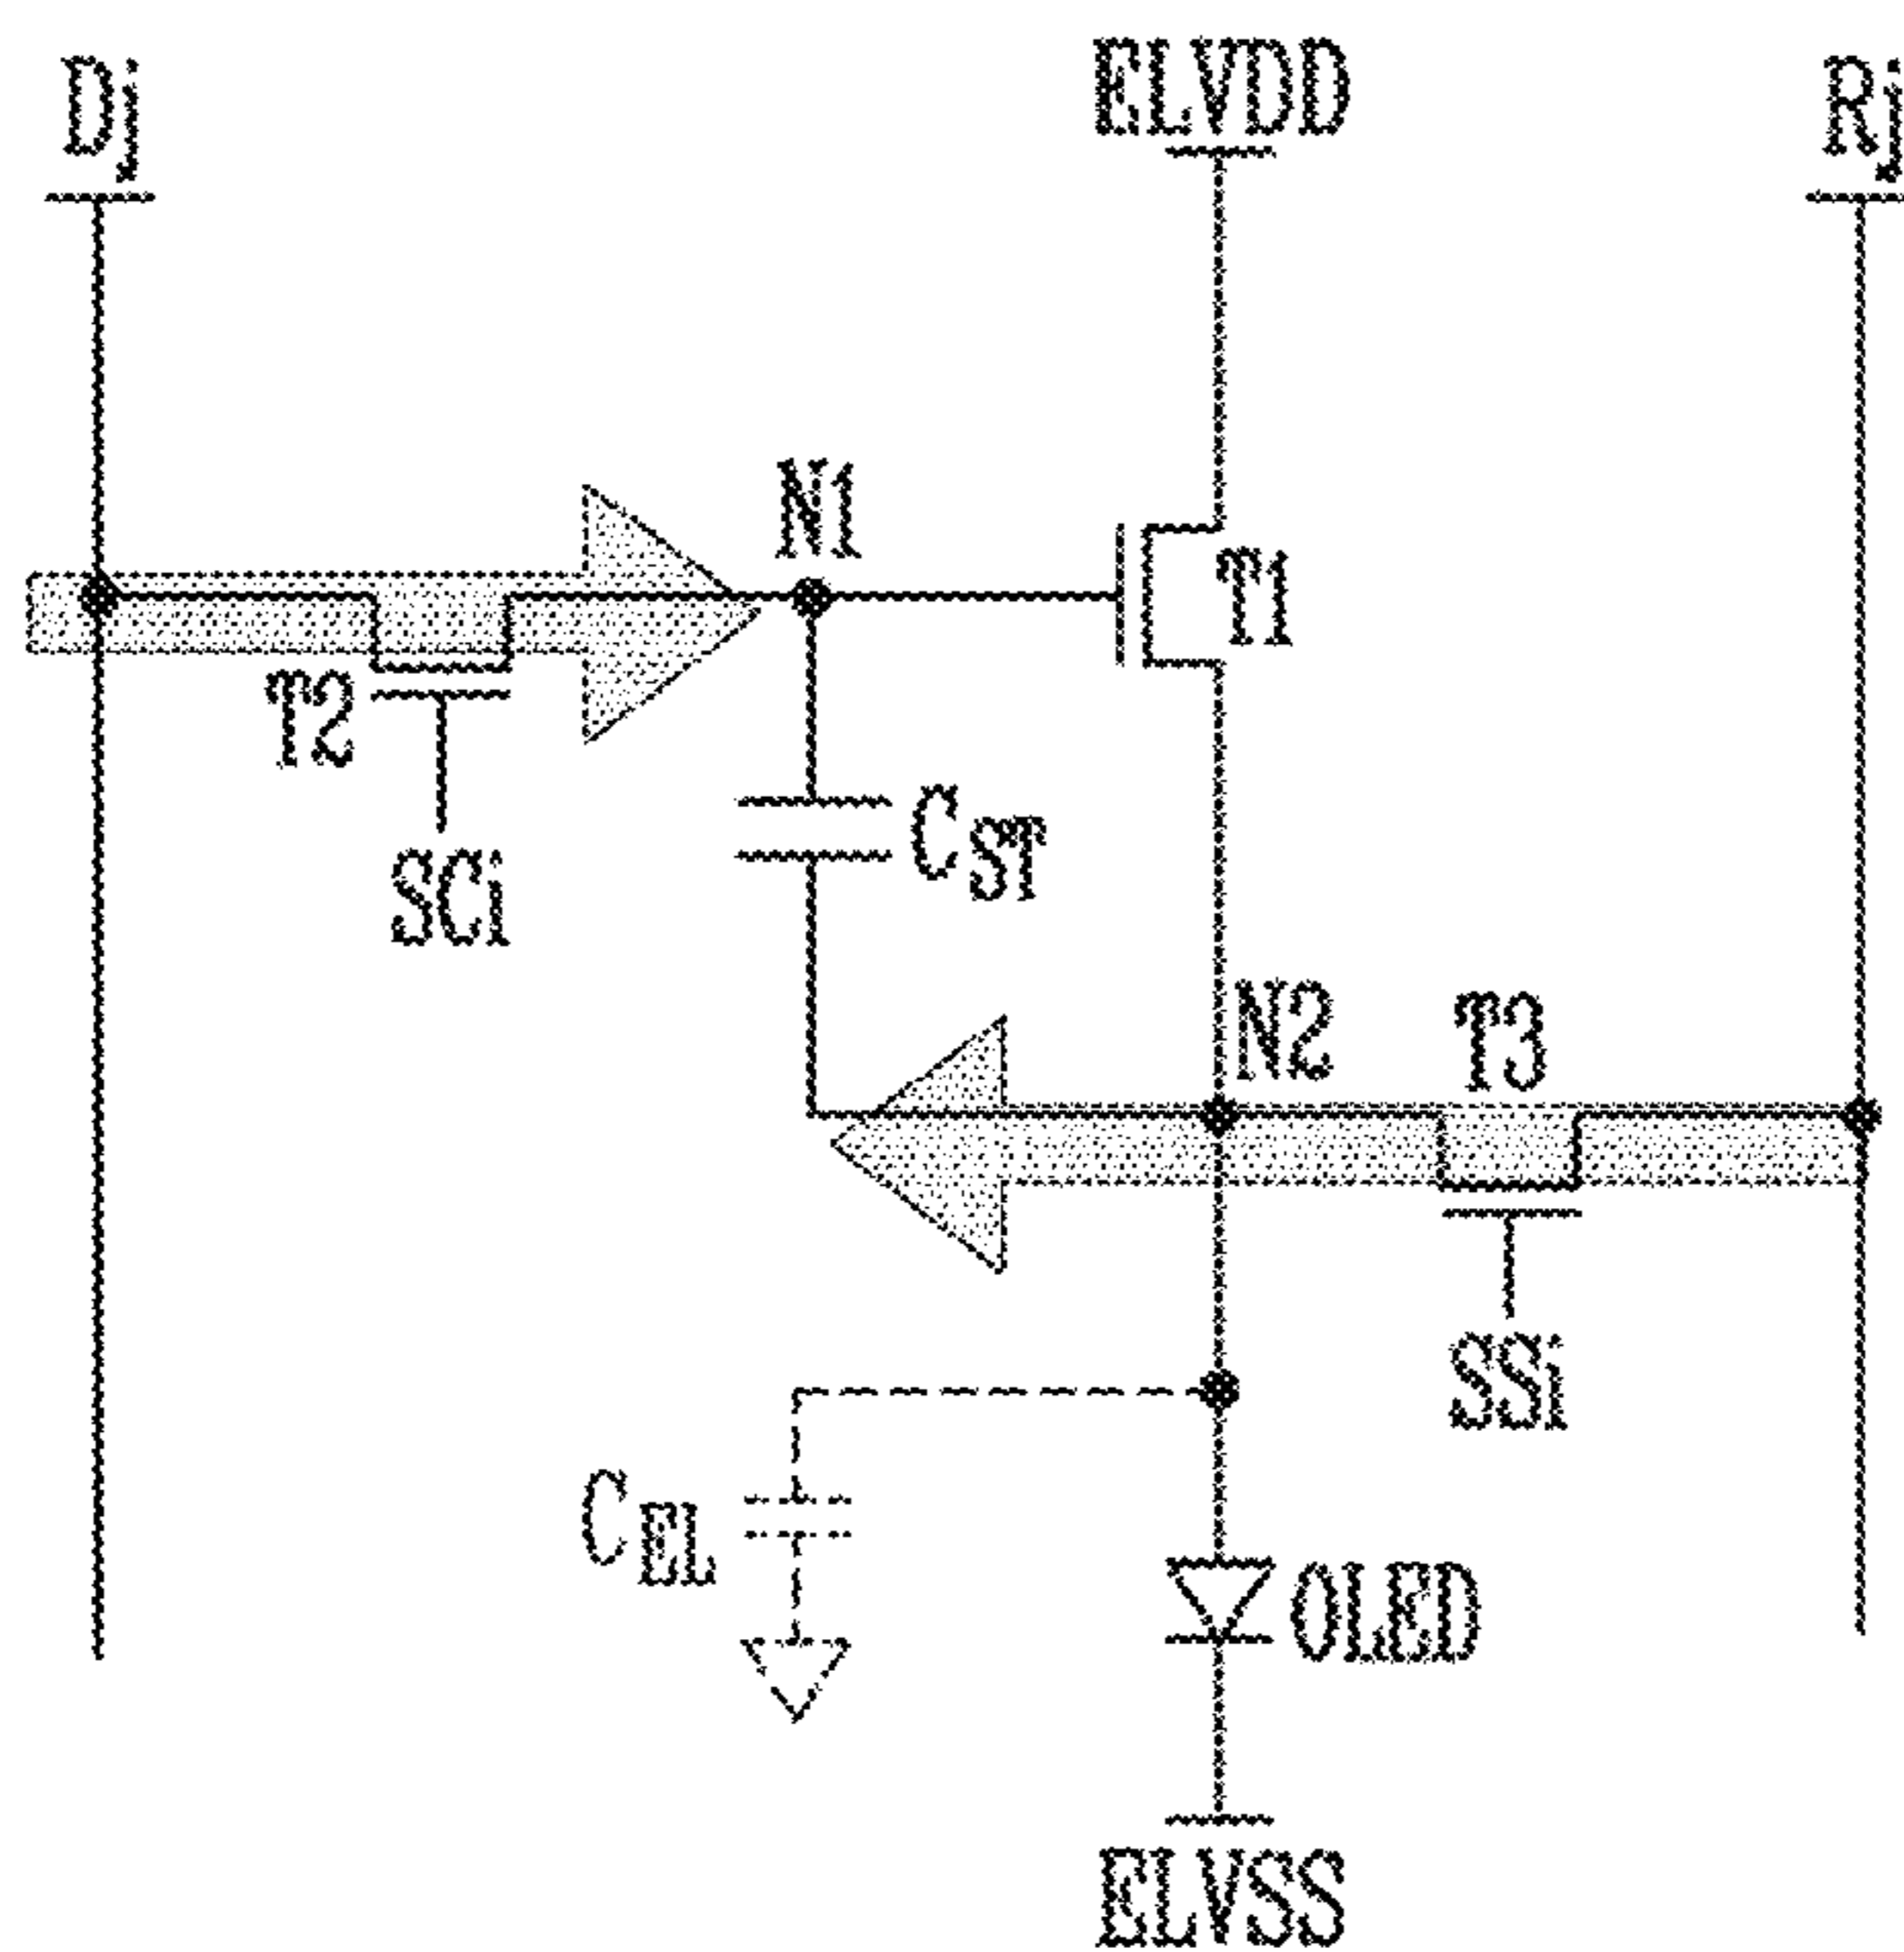 Dj
ELVDD
Rj
N1
T1
T2
CST
SCi
N2
T3
SSi
CEL
OLED
ELVSS